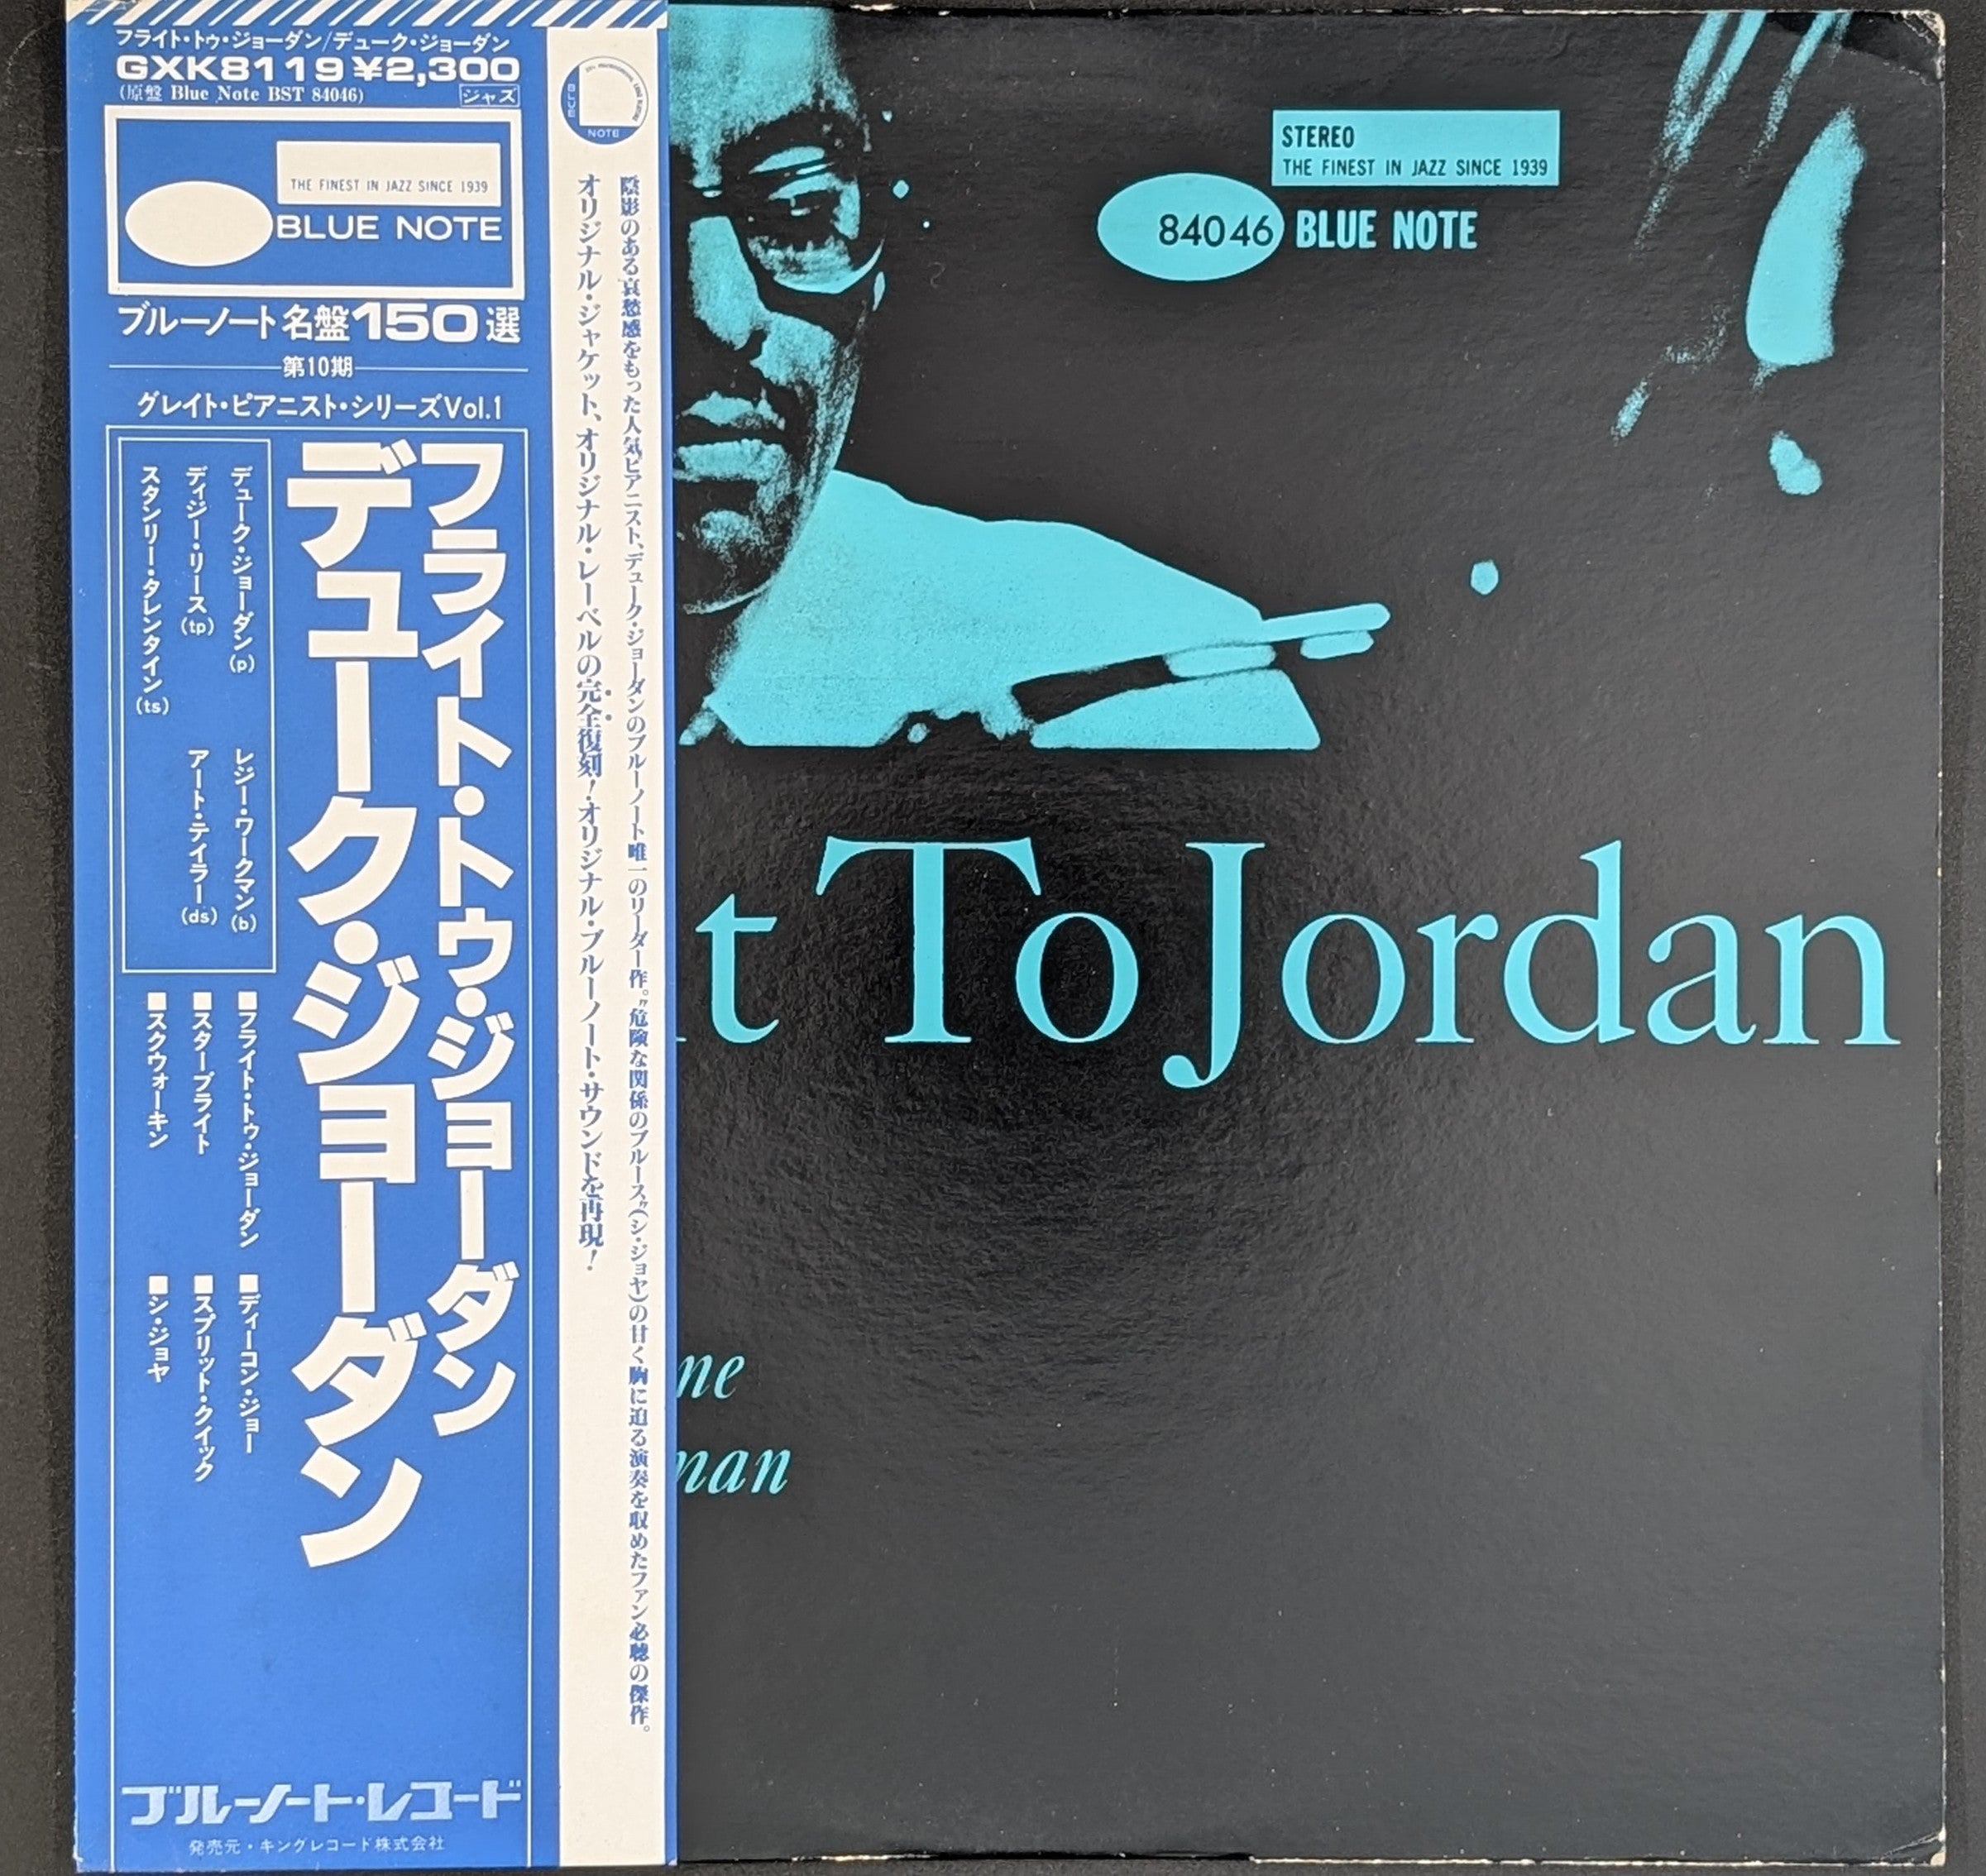 フライト・トゥ・ジョーダン/デューク・ジョーダン
GXK8119 ¥2,300
(原盤 Blue Note BST 84046) ジャズ
THE FINEST IN JAZZ SINCE 1939
BLUE NOTE
ブルーノート名盤150選
第10期
グレイト・ピアニスト・シリーズVol.1
フライト・トゥ・ジョーダン
デューク・ジョーダン
デューク・ジョーダン(p)
レジー・ワークマン(b)
ディジー・リース(tp)
アート・テイラー(ds)
スタンリー・タレンタイン(ts)
■フライト・トゥ・ジョーダン
■ディーコン・ジョー
■スターブライト
■スプリット・クイック
■スクウォーキン
■シ・ジョヤ
ブルーノート・レコード
発売元・キングレコード株式会社
BLUE
NOTE
陰影のある哀愁感をもった人気ピアニスト、デューク・ジョーダンのブルーノート唯一のリーダー作。〝危険な関係のブルース〟(シ・ジョヤ)の甘く胸に迫る演奏を収めたファン必聴の傑作。
オリジナル・ジャケット、オリジナル・レーベルの完全復刻!オリジナル・ブルーノート・サウンドを再現!
STEREO
THE FINEST IN JAZZ SINCE 1939
84046 BLUE NOTE
t To Jordan
ne
man